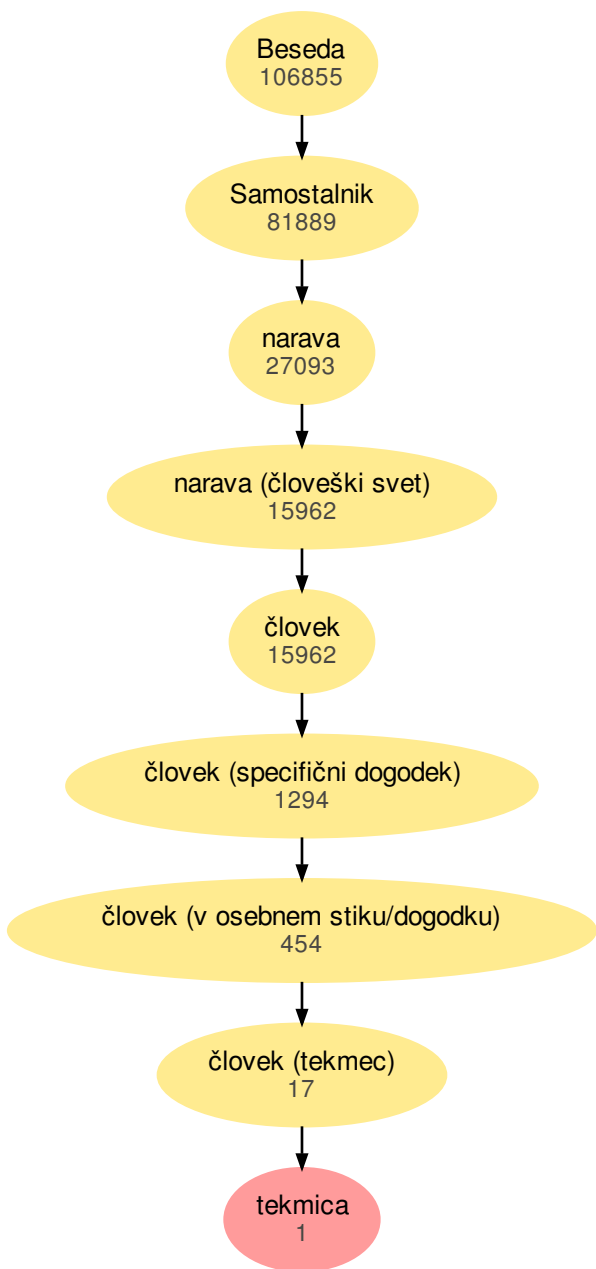 Beseda
106855
Samostalnik
81889
narava
27093
narava (človeški svet)
15962
človek
15962
človek (specifični dogodek)
1294
človek (v osebnem stiku/dogodku)
454
človek (tekmec)
17
tekmica
1